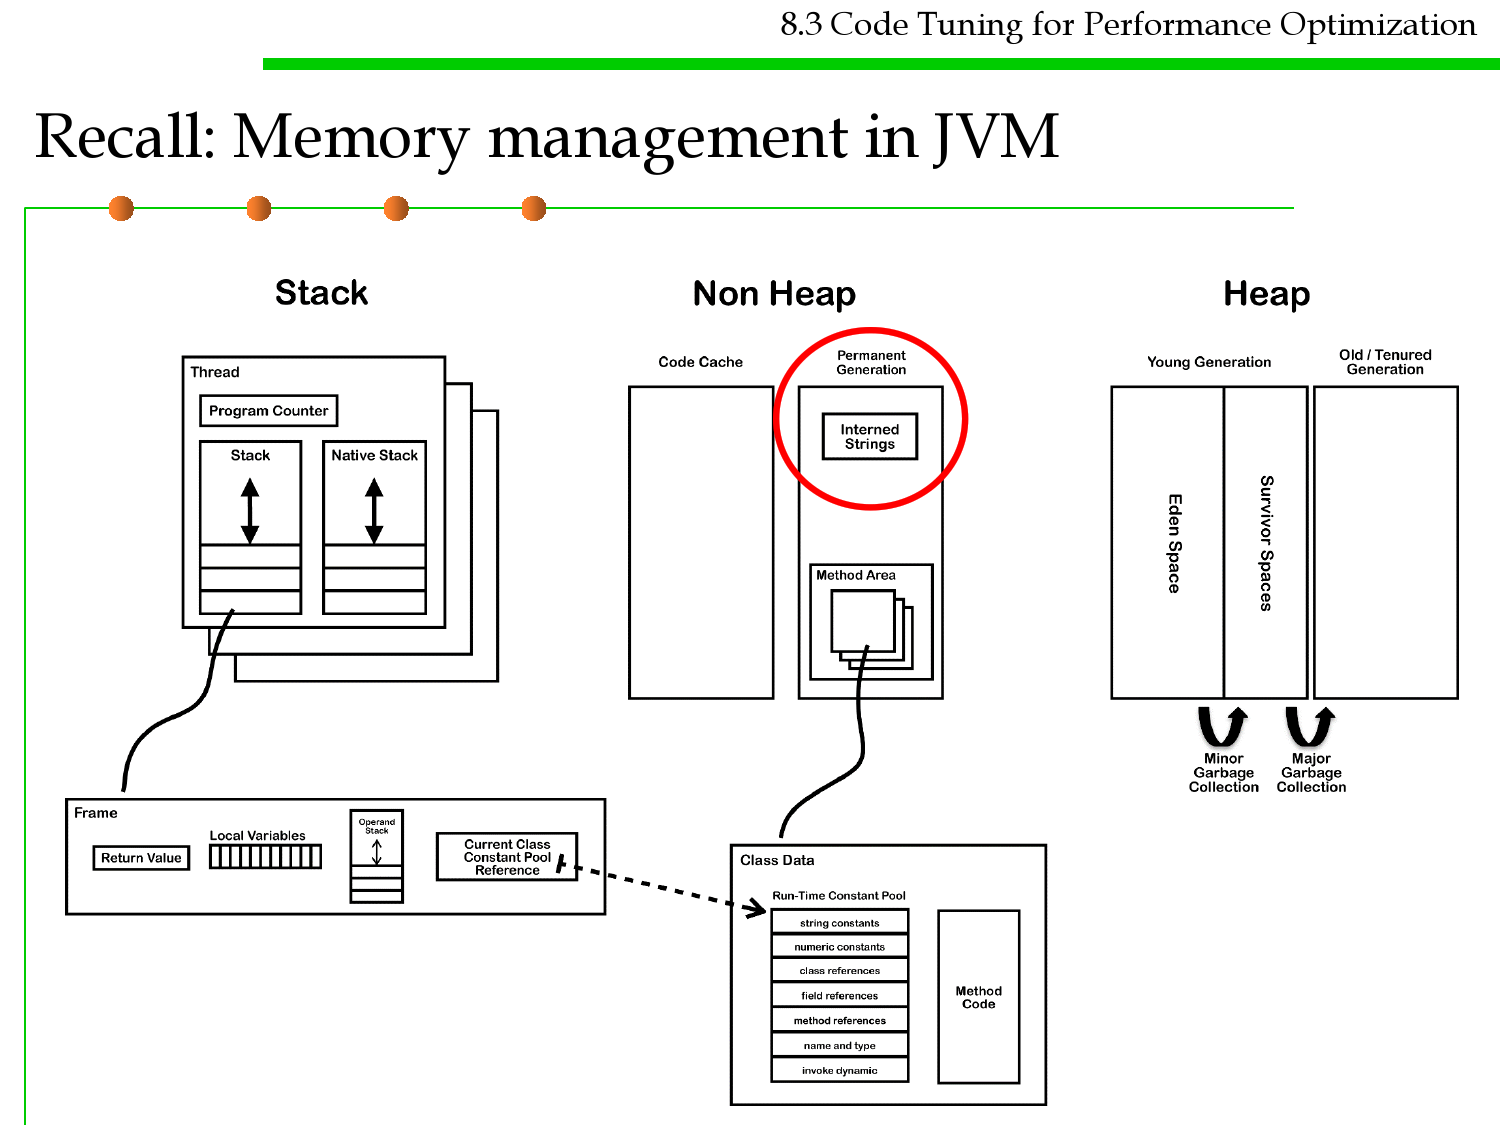 8.3 Code Tuning for Performance Optimization
Recall: Memory management in JVM
Stack
Thread
Program Counter
Stack
Native Stack
Frame
Return Value
Local Variables
Operand
Stack
Current Class
Constant Pool
Reference
Non Heap
Code Cache
Permanent
Generation
Interned
Strings
Method Area
Class Data
Run-Time Constant Pool
string constants
numeric constants
class references
field references
method references
name and type
invoke dynamic
Method
Code
Heap
Young Generation
Old / Tenured
Generation
Eden Space
Survivor Spaces
Minor
Garbage
Collection
Major
Garbage
Collection